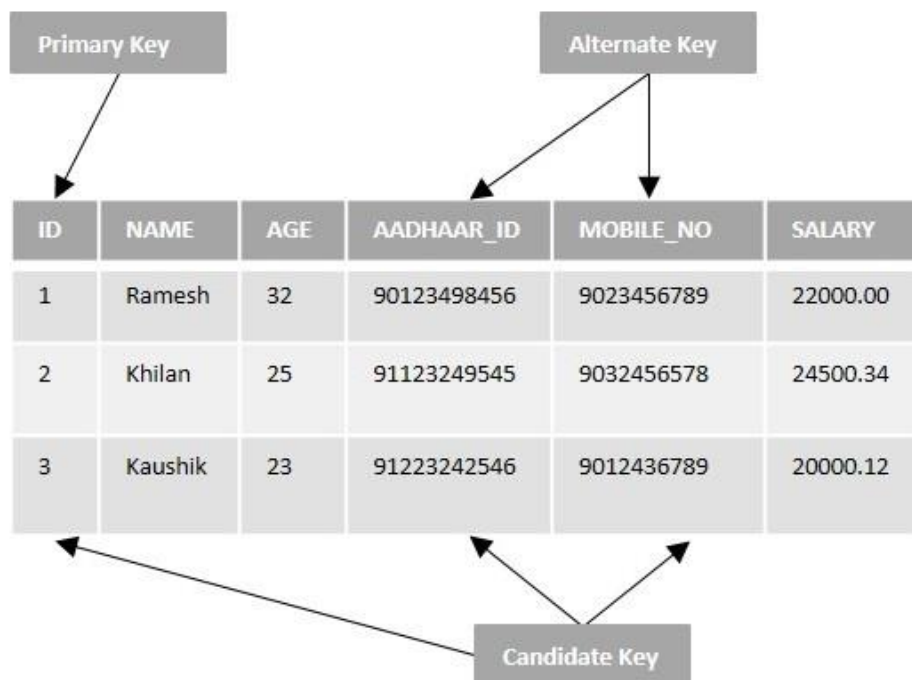 Primary Key Alternate Key
ID NAME AGE AADHAAR_ID MOBILE_NO SALARY
1 Ramesh 32 90123498456 9023456789 22000.00
2 Khilan 25 91123249545 9032456578 24500.34
3 Kaushik 23 91223242546 9012436789 20000.12
Candidate Key